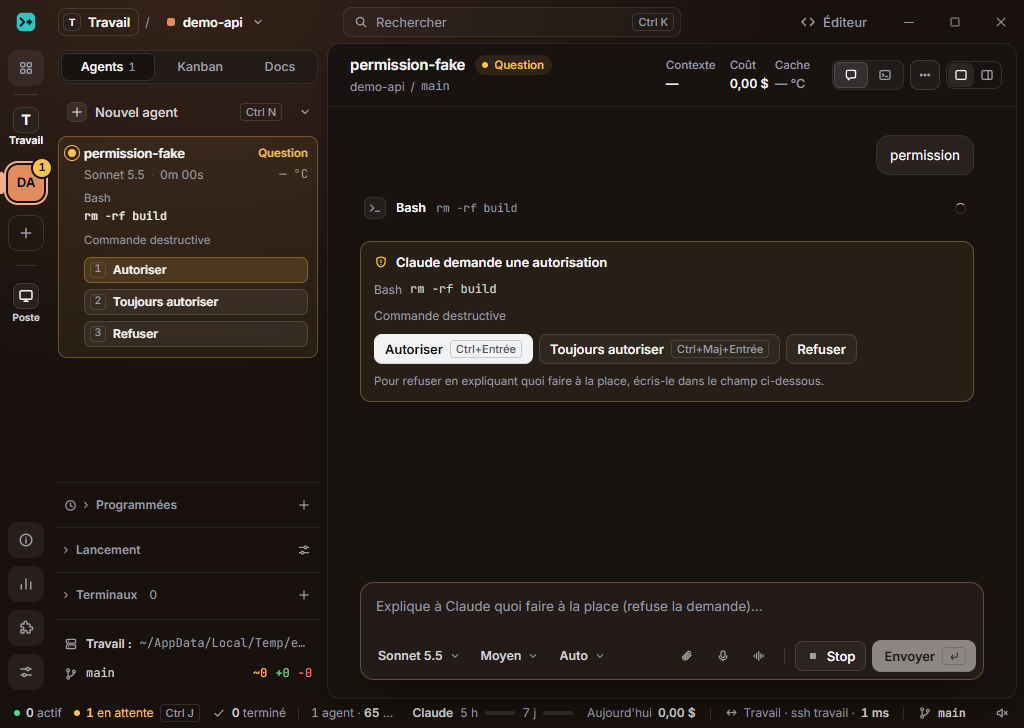 T Travail / demo-api
Rechercher Ctrl K
Éditeur
Agents 1 Kanban Docs
Nouvel agent Ctrl N
T
Travail
DA 1
Poste
permission-fake Question
Sonnet 5.5 · 0m 00s — °C
Bash
rm -rf build
Commande destructive
1 Autoriser
2 Toujours autoriser
3 Refuser
Programmées
Lancement
Terminaux 0
Travail : ~/AppData/Local/Temp/e…
main ~0 +0 -0
permission-fake Question
demo-api / main
Contexte Coût Cache
— 0,00 $ — °C
permission
Bash rm -rf build
Claude demande une autorisation
Bash rm -rf build
Commande destructive
Autoriser Ctrl+Entrée Toujours autoriser Ctrl+Maj+Entrée Refuser
Pour refuser en expliquant quoi faire à la place, écris-le dans le champ ci-dessous.
Explique à Claude quoi faire à la place (refuse la demande)…
Sonnet 5.5 Moyen Auto Stop Envoyer
0 actif 1 en attente Ctrl J 0 terminé 1 agent · 65 … Claude 5 h 7 j Aujourd'hui 0,00 $ Travail · ssh travail · 1 ms main